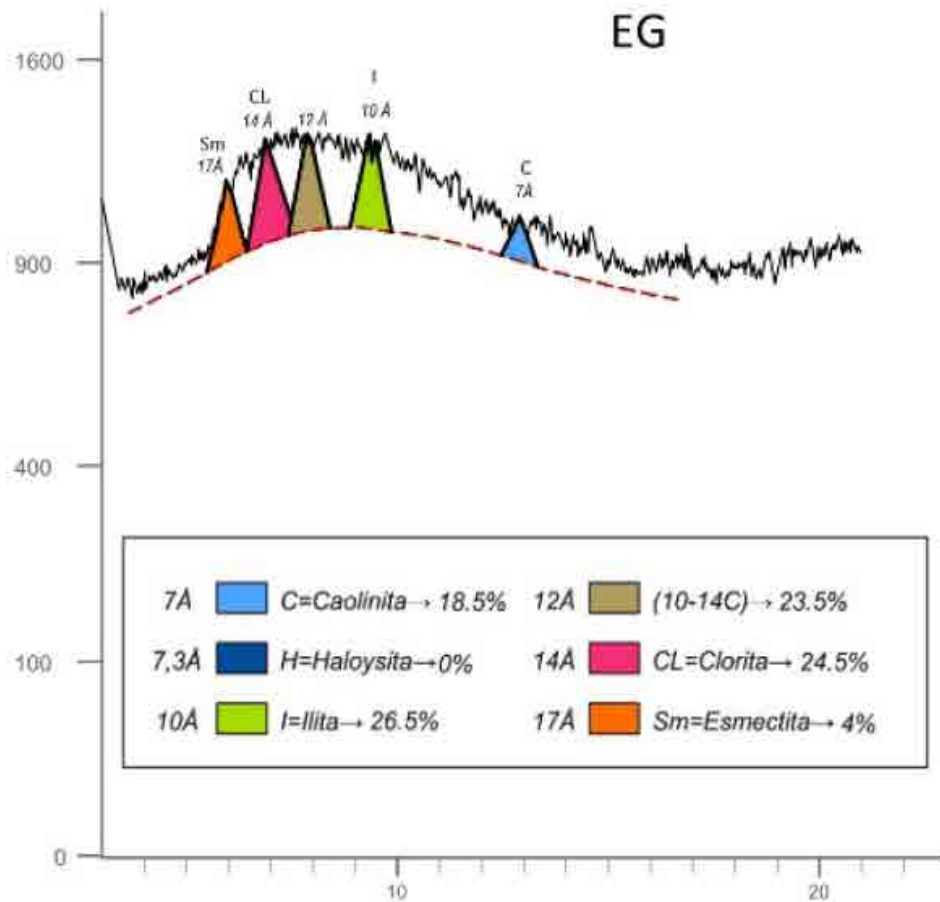 EG
1600
I
CL
10 Å
14 Å
12 Å
Sm
17Å
C
7Å
900
400
7Å C=Caolinita→ 18.5% 12Å (10-14C)→ 23.5%
7,3Å H=Haloysita→0% 14Å CL=Clorita→ 24.5%
10Å I=Ilita→ 26.5% 17Å Sm=Esmectita→ 4%
100
0
10 20